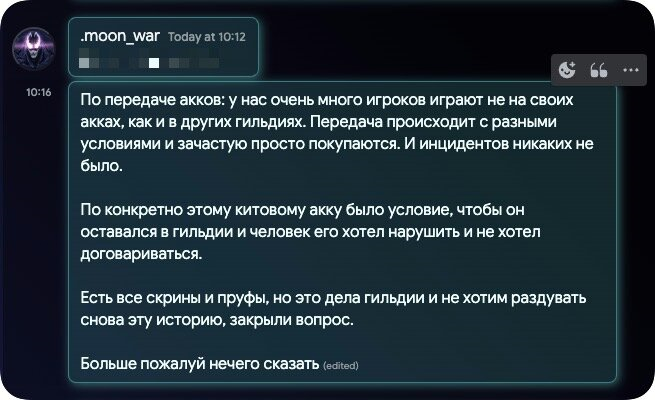 .moon_war Today at 10:12
10:16
По передаче акков: у нас очень много игроков играют не на своих
акках, как и в других гильдиях. Передача происходит с разными
условиями и зачастую просто покупаются. И инцидентов никаких не
было.
По конкретно этому китовому акку было условие, чтобы он
оставался в гильдии и человек его хотел нарушить и не хотел
договариваться.
Есть все скрины и пруфы, но это дела гильдии и не хотим раздувать
снова эту историю, закрыли вопрос.
Больше пожалуй нечего сказать (edited)